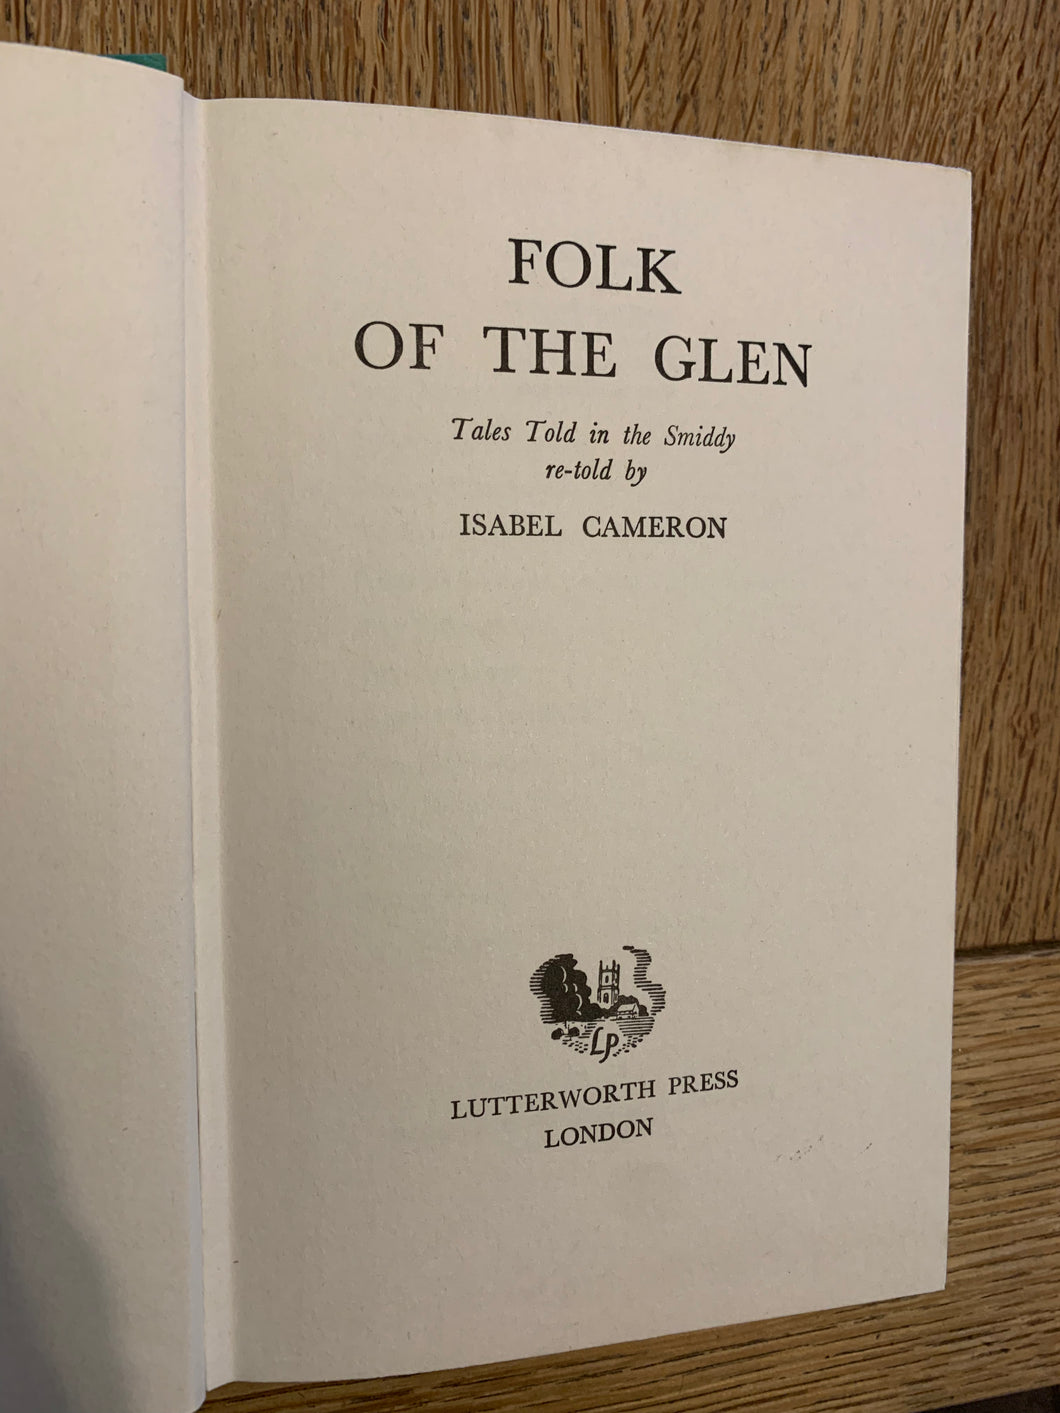 FOLK
OF THE GLEN
Tales Told in the Smiddy
re-told by
ISABEL CAMERON
LP
LUTTERWORTH PRESS
LONDON